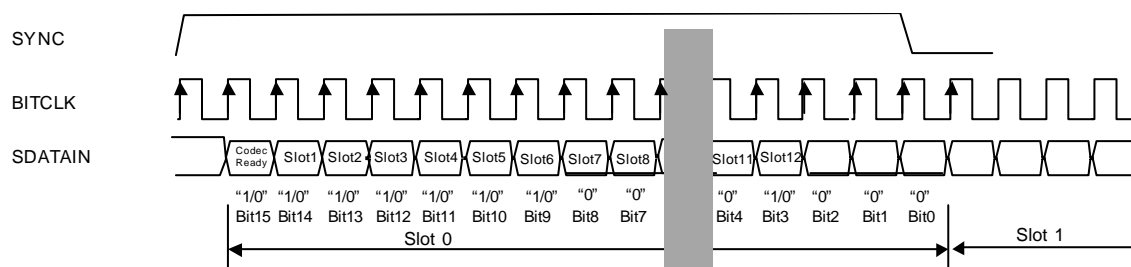 SYNC
BITCLK
SDATAIN
Codec Ready Slot1 Slot2 Slot3 Slot4 Slot5 Slot6 Slot7 Slot8 Slot11 Slot12
“1/0” “1/0” “1/0” “1/0” “1/0” “1/0” “1/0” “0” “0” “0” “1/0” “0” “0” “0”
Bit15 Bit14 Bit13 Bit12 Bit11 Bit10 Bit9 Bit8 Bit7 Bit4 Bit3 Bit2 Bit1 Bit0
Slot 0 Slot 1